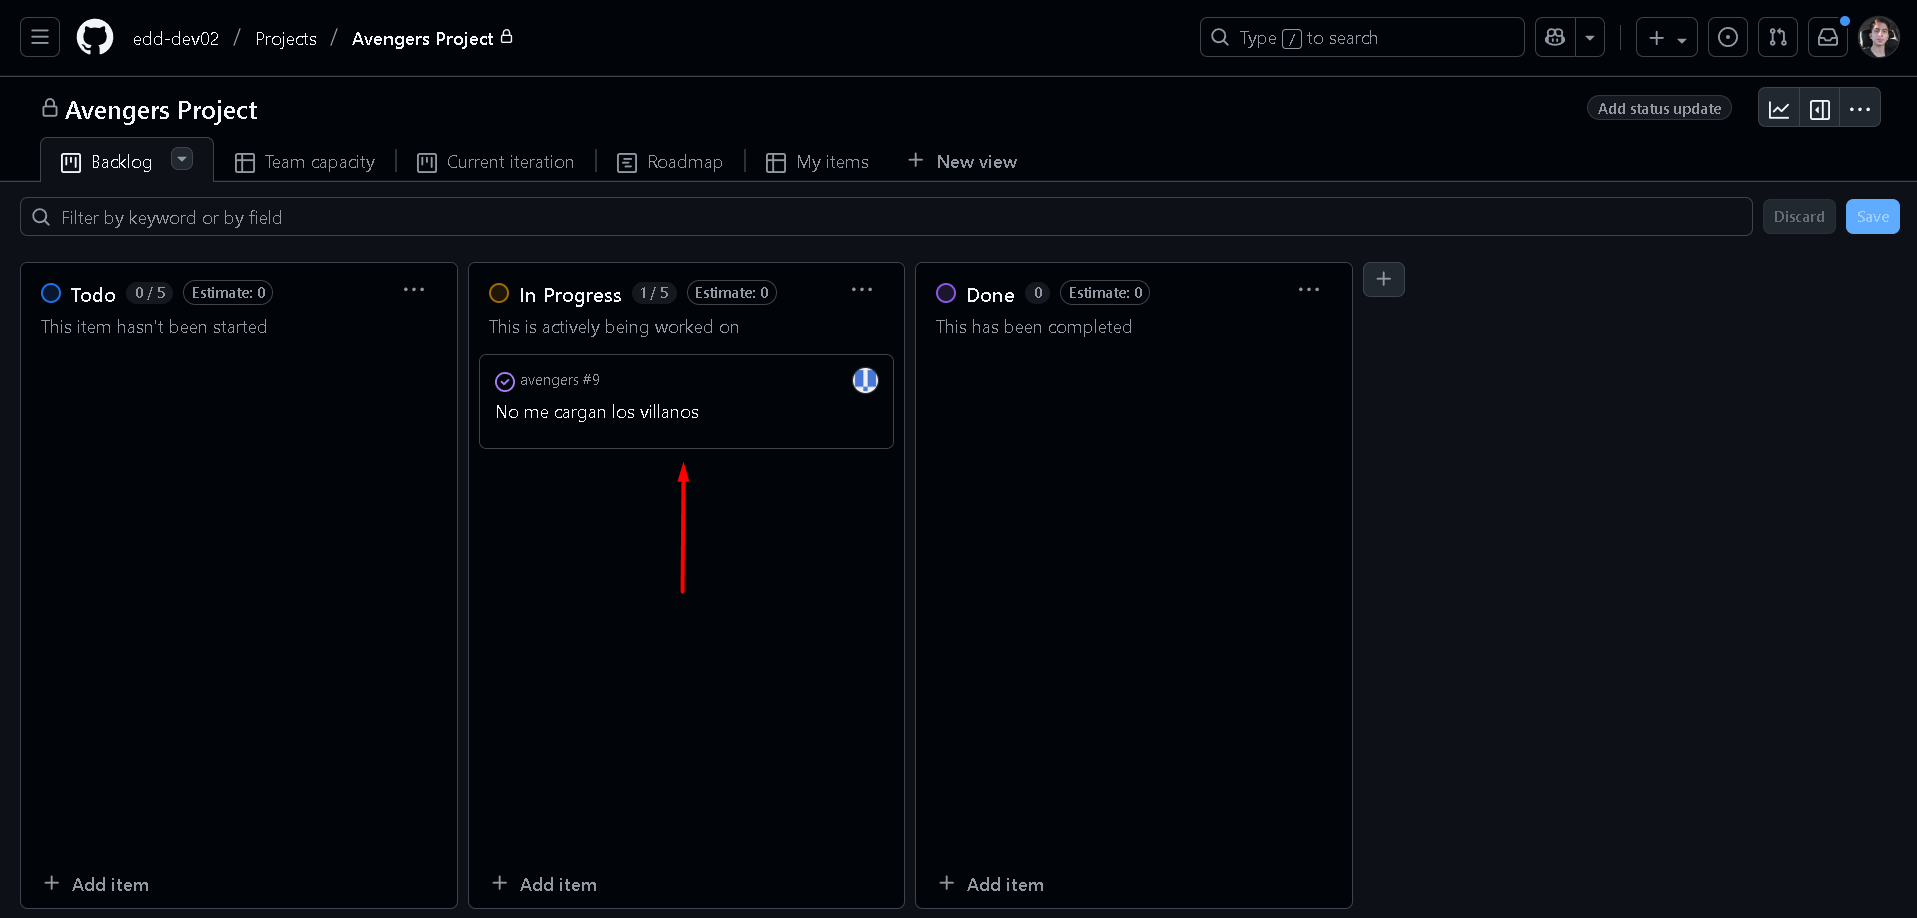 edd-dev02 / Projects / Avengers Project
Type / to search
Avengers Project
Add status update
Backlog
Team capacity
Current iteration
Roadmap
My items
New view
Filter by keyword or by field
Discard
Save
Todo 0 / 5 Estimate: 0
This item hasn't been started
Add item
In Progress 1 / 5 Estimate: 0
This is actively being worked on
avengers #9
No me cargan los villanos
Add item
Done 0 Estimate: 0
This has been completed
Add item